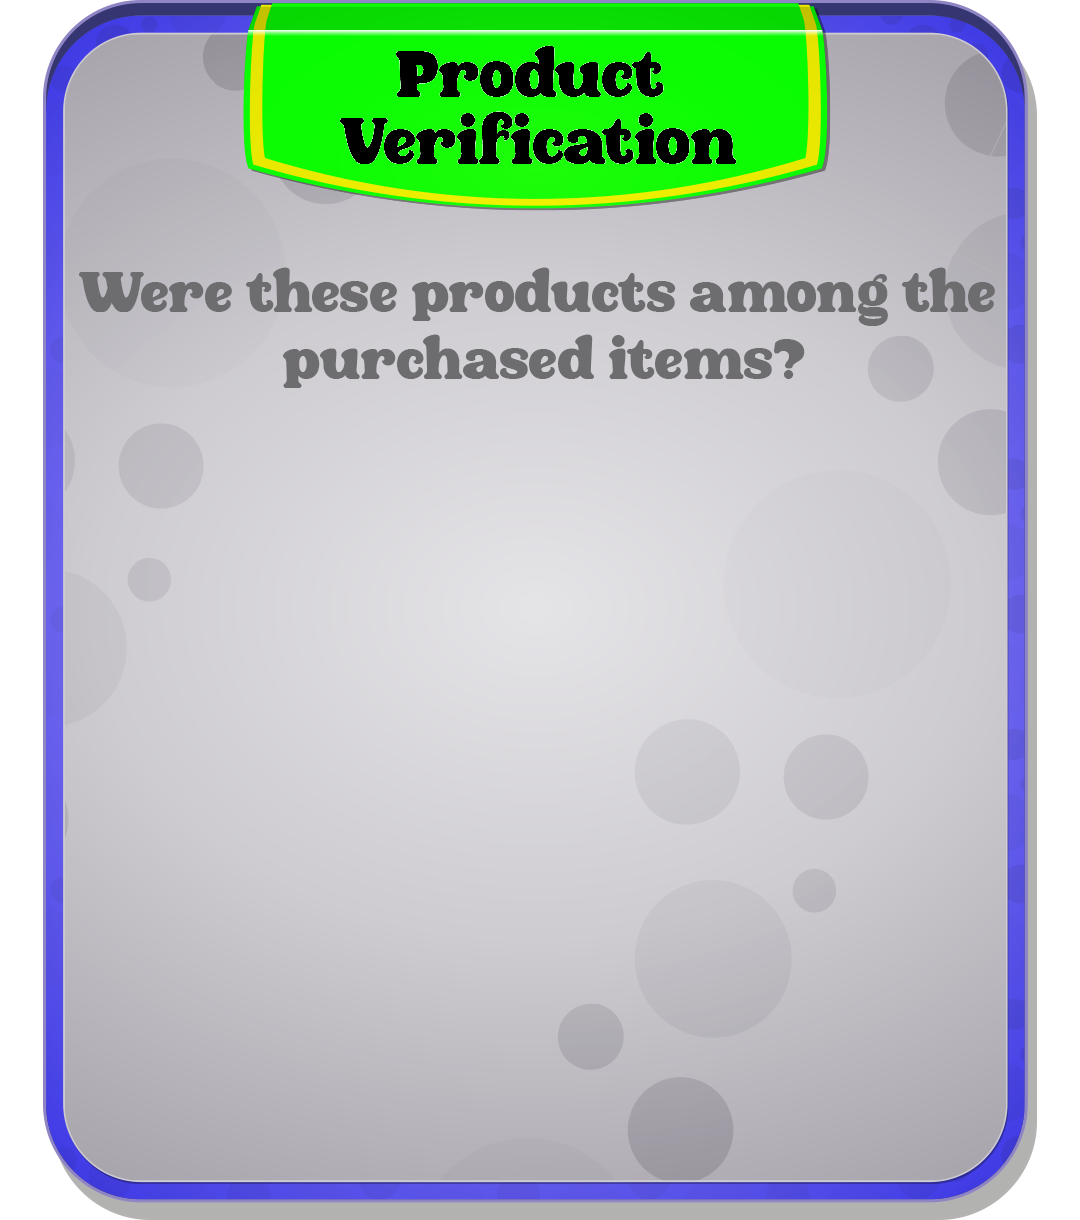 Product
Verification
Were these products among the
purchased items?